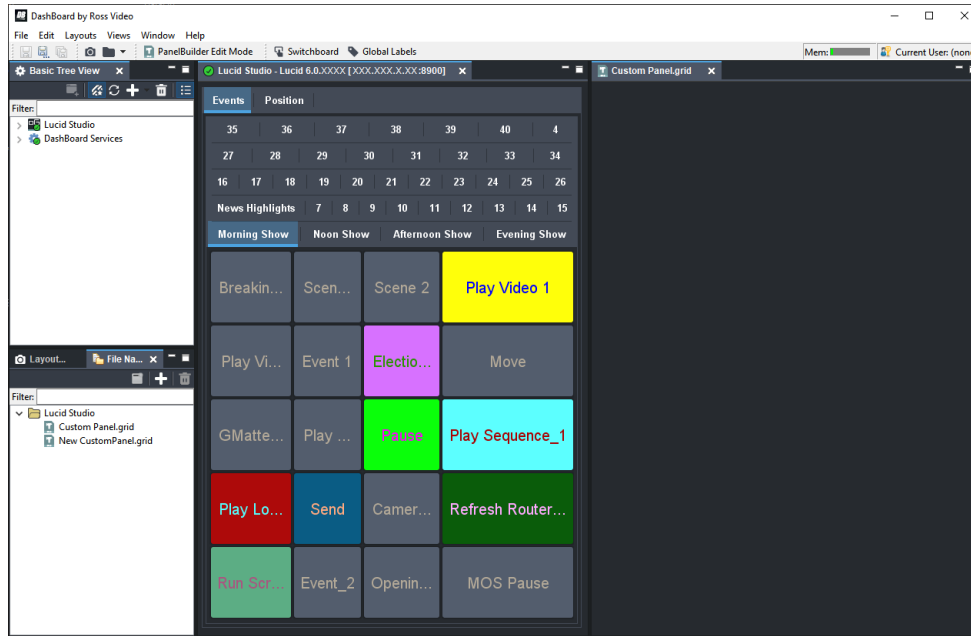 DashBoard by Ross Video
File Edit Layouts Views Window Help
PanelBuilder Edit Mode Switchboard Global Labels Mem: Current User: (non
Basic Tree View
Filter:
Lucid Studio
DashBoard Services
Layout... File Na...
Filter:
Lucid Studio
Custom Panel.grid
New CustomPanel.grid
Lucid Studio - Lucid 6.0.XXXX [XXX.XXX.X.XX:8900]
Events Position
35 36 37 38 39 40 4
27 28 29 30 31 32 33 34
16 17 18 19 20 21 22 23 24 25 26
News Highlights 7 8 9 10 11 12 13 14 15
Morning Show Noon Show Afternoon Show Evening Show
Breakin... Scen... Scene 2 Play Video 1
Play Vi... Event 1 Electio... Move
GMatte... Play ... Pause Play Sequence_1
Play Lo... Send Camer... Refresh Router...
Run Scr... Event_2 Openin... MOS Pause
Custom Panel.grid